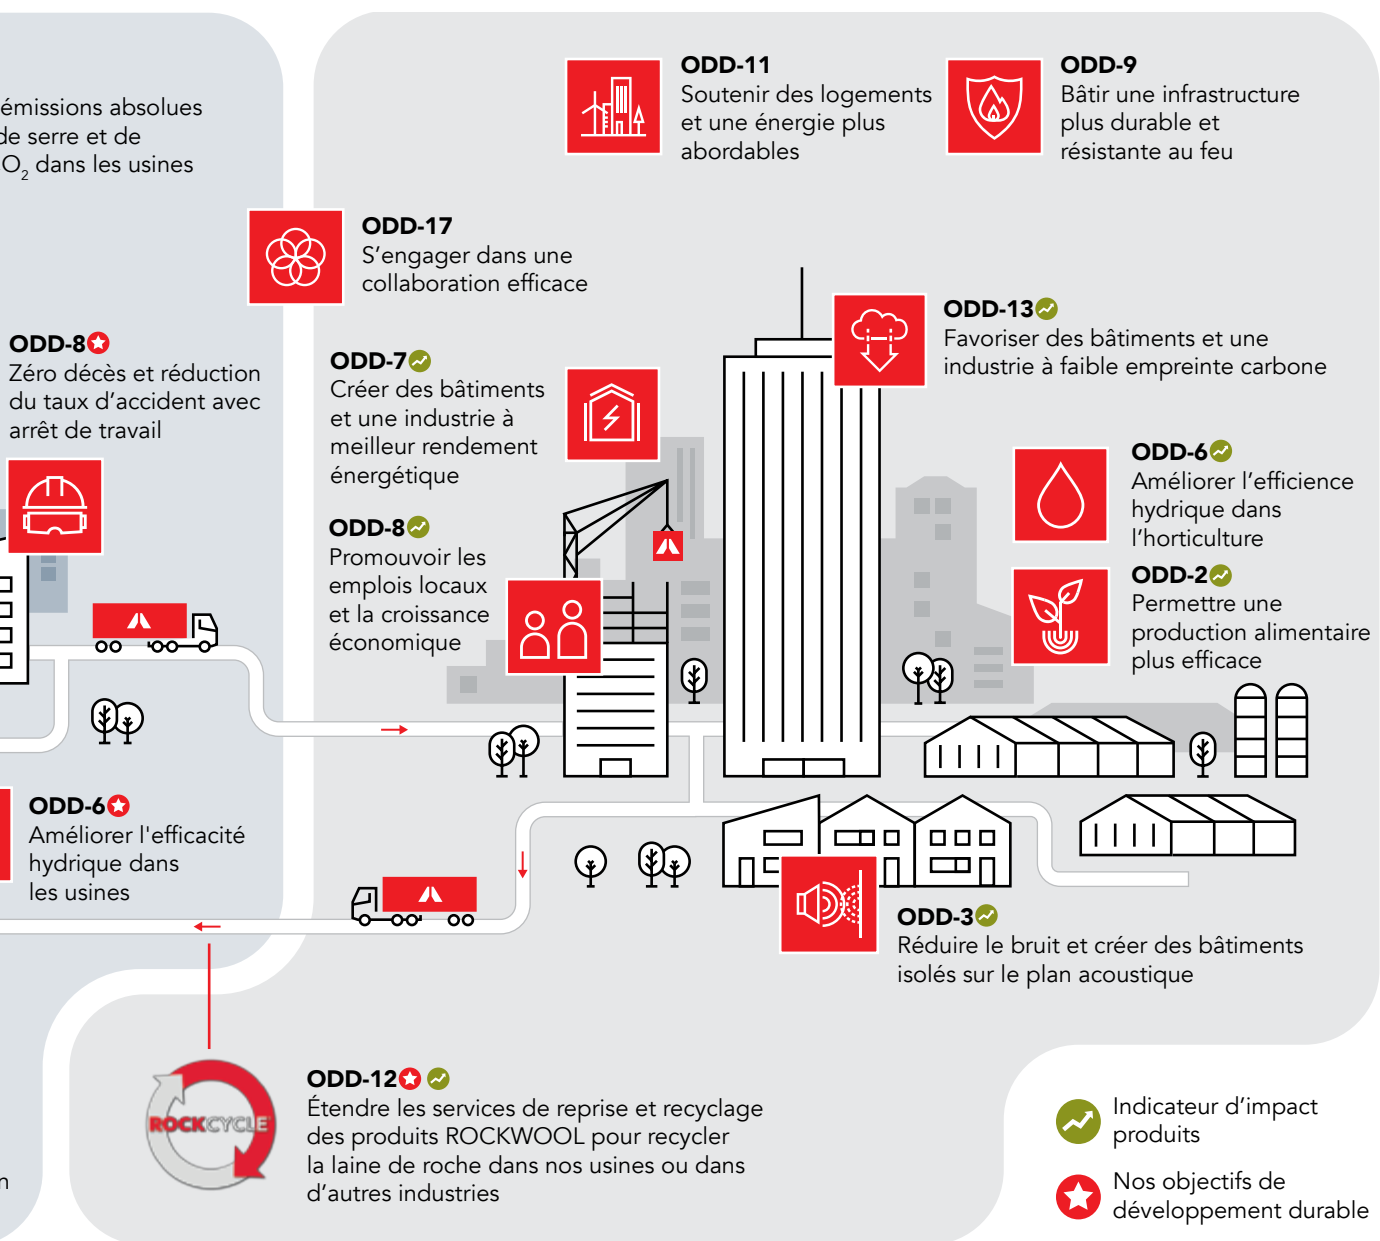 émissions absolues
de serre et de
O₂ dans les usines
ODD-11
Soutenir des logements
et une énergie plus
abordables
ODD-9
Bâtir une infrastructure
plus durable et
résistante au feu
ODD-17
S’engager dans une
collaboration efficace
ODD-13
Favoriser des bâtiments et une
industrie à faible empreinte carbone
ODD-8
Zéro décès et réduction
du taux d’accident avec
arrêt de travail
ODD-7
Créer des bâtiments
et une industrie à
meilleur rendement
énergétique
ODD-8
Promouvoir les
emplois locaux
et la croissance
économique
ODD-6
Améliorer l’efficience
hydrique dans
l’horticulture
ODD-2
Permettre une
production alimentaire
plus efficace
ODD-6
Améliorer l'efficacité
hydrique dans
les usines
ODD-3
Réduire le bruit et créer des bâtiments
isolés sur le plan acoustique
ROCKCYCLE
ODD-12
Étendre les services de reprise et recyclage
des produits ROCKWOOL pour recycler
la laine de roche dans nos usines ou dans
d’autres industries
n
Indicateur d’impact
produits
Nos objectifs de
développement durable